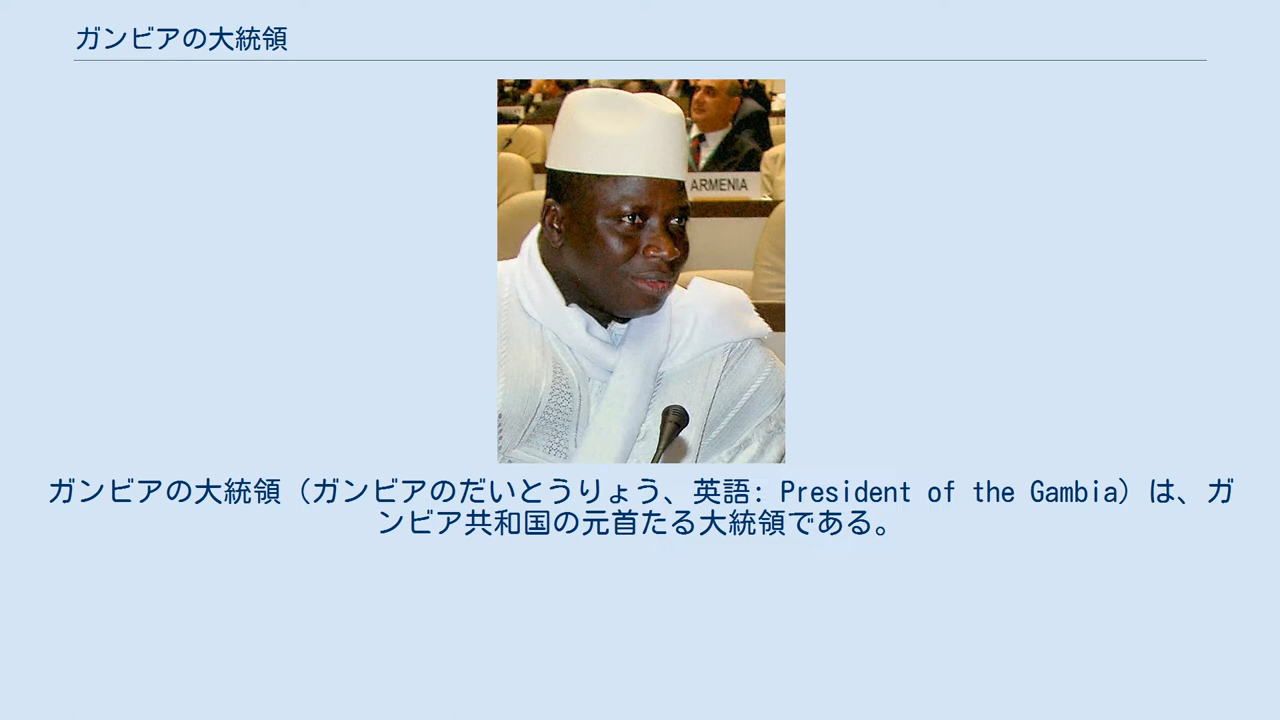 ガンビアの大統領
ARMENIA
ガンビアの大統領（ガンビアのだいとうりょう、英語: President of the Gambia）は、ガ
ンビア共和国の元首たる大統領である。